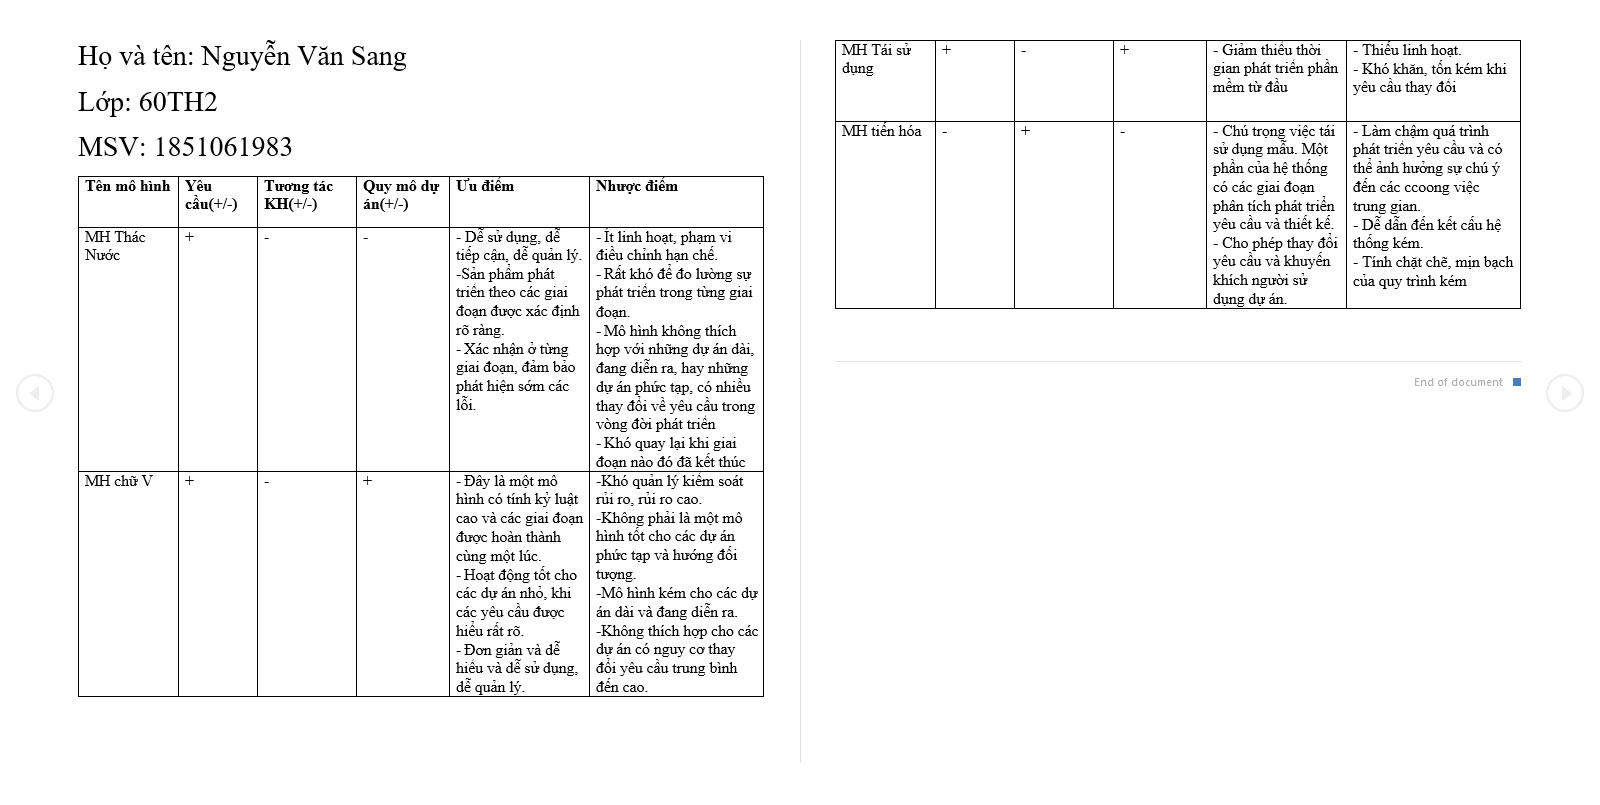 Họ và tên: Nguyễn Văn Sang
Lớp: 60TH2
MSV: 1851061983
Tên mô hình
Yêu
cầu(+/-)
Tương tác
KH(+/-)
Quy mô dự
án(+/-)
Ưu điểm
Nhược điểm
MH Thác
Nước
+
-
-
- Dễ sử dụng, dễ
tiếp cận, dễ quản lý.
-Sản phẩm phát
triển theo các giai
đoạn được xác định
rõ ràng.
- Xác nhận ở từng
giai đoạn, đảm bảo
phát hiện sớm các
lỗi.
- Ít linh hoạt, phạm vi
điều chỉnh hạn chế.
- Rất khó để đo lường sự
phát triển trong từng giai
đoạn.
- Mô hình không thích
hợp với những dự án dài,
đang diễn ra, hay những
dự án phức tạp, có nhiều
thay đổi về yêu cầu trong
vòng đời phát triển
- Khó quay lại khi giai
đoạn nào đó đã kết thúc
MH chữ V
+
-
+
- Đây là một mô
hình có tính kỷ luật
cao và các giai đoạn
được hoàn thành
cùng một lúc.
- Hoạt động tốt cho
các dự án nhỏ, khi
các yêu cầu được
hiểu rất rõ.
- Đơn giản và dễ
hiểu và dễ sử dụng,
dễ quản lý.
-Khó quản lý kiểm soát
rủi ro, rủi ro cao.
-Không phải là một mô
hình tốt cho các dự án
phức tạp và hướng đối
tượng.
-Mô hình kém cho các dự
án dài và đang diễn ra.
-Không thích hợp cho các
dự án có nguy cơ thay
đổi yêu cầu trung bình
đến cao.
MH Tái sử
dụng
+
-
+
- Giảm thiểu thời
gian phát triển phần
mềm từ đầu
- Thiếu linh hoạt.
- Khó khăn, tốn kém khi
yêu cầu thay đổi
MH tiến hóa
-
+
-
- Chú trọng việc tái
sử dụng mẫu. Một
phần của hệ thống
có các giai đoạn
phân tích phát triển
yêu cầu và thiết kế.
- Cho phép thay đổi
yêu cầu và khuyến
khích người sử
dụng dự án.
- Làm chậm quá trình
phát triển yêu cầu và có
thể ảnh hưởng sự chú ý
đến các ccoong việc
trung gian.
- Dễ dẫn đến kết cấu hệ
thống kém.
- Tính chặt chẽ, mịn bạch
của quy trình kém
End of document